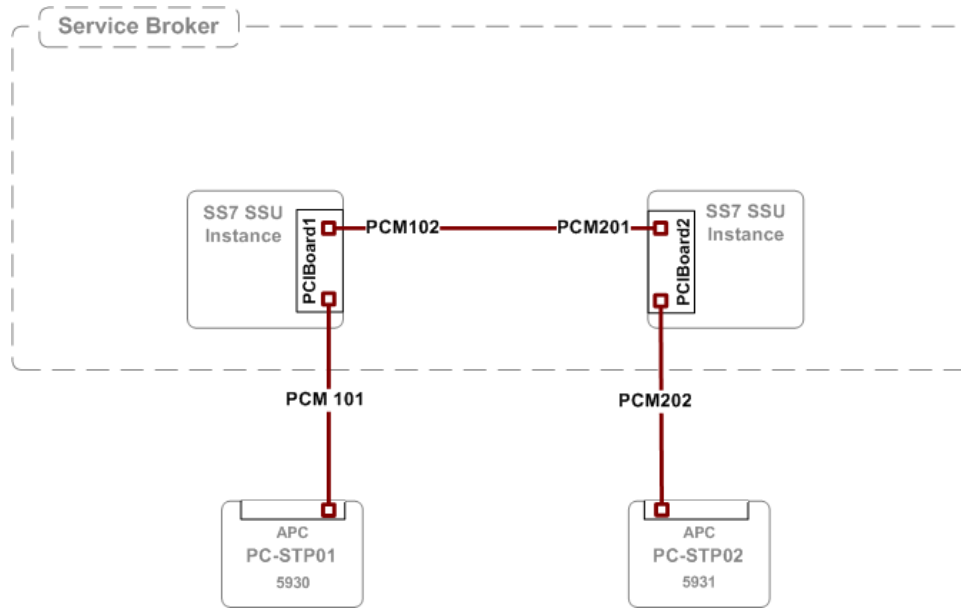 Service Broker
SS7 SSU
Instance
PCIBoard1
PCM102
PCM201
PCIBoard2
SS7 SSU
Instance
PCM 101
PCM202
APC
PC-STP01
5930
APC
PC-STP02
5931